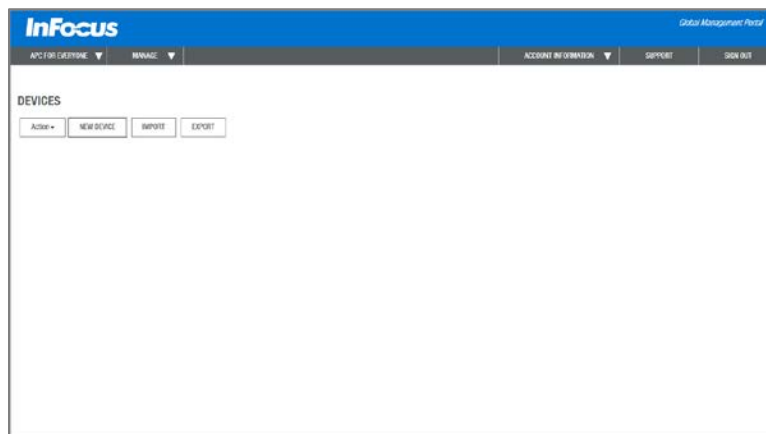 InFocus
Global Management Portal
APC FOR EVERYONE MANAGE ACCOUNT INFORMATION SUPPORT SIGN OUT
DEVICES
Action NEW DEVICE IMPORT EXPORT